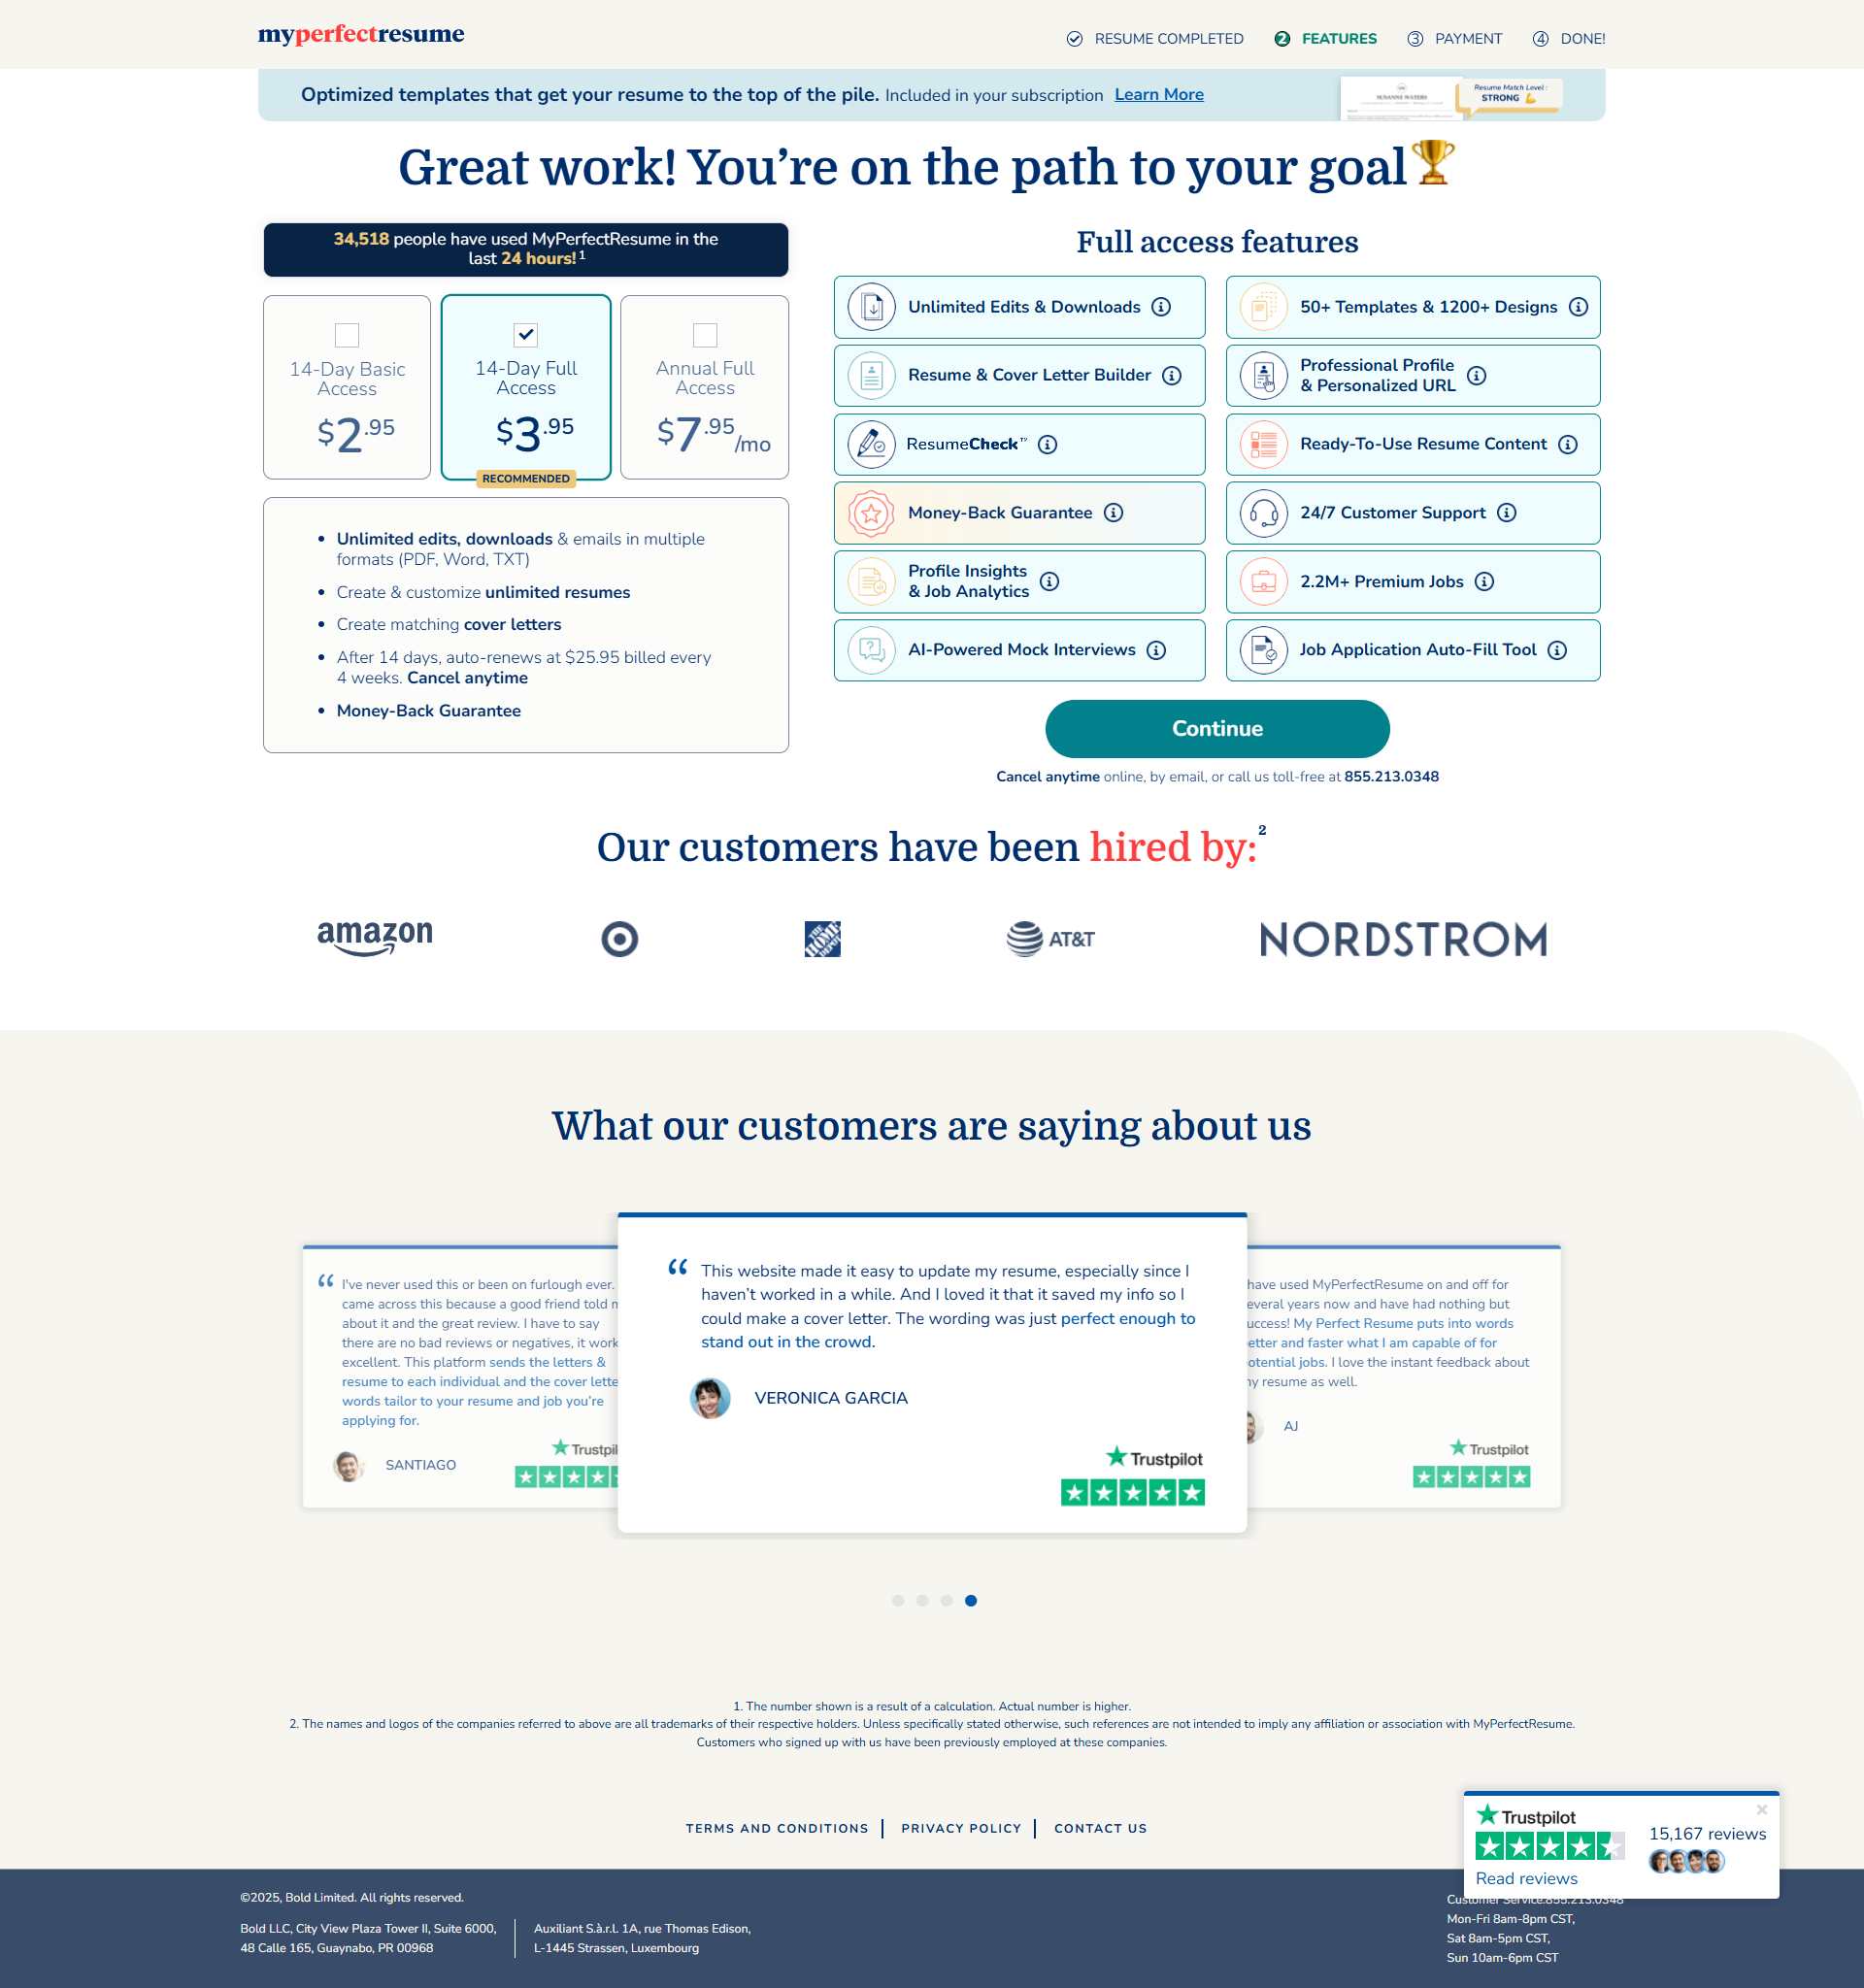 myperfectresume
RESUME COMPLETED
2 FEATURES
3 PAYMENT
4 DONE!
Optimized templates that get your resume to the top of the pile. Included in your subscription Learn More
SUSANNE WATERS
Resume Match Level:
STRONG
Great work! You’re on the path to your goal
34,518 people have used MyPerfectResume in the
last 24 hours! 1
14-Day Basic
Access
$2.95
14-Day Full
Access
$3.95
RECOMMENDED
Annual Full
Access
$7.95/mo
• Unlimited edits, downloads & emails in multiple
formats (PDF, Word, TXT)
• Create & customize unlimited resumes
• Create matching cover letters
• After 14 days, auto-renews at $25.95 billed every
4 weeks. Cancel anytime
• Money-Back Guarantee
Full access features
Unlimited Edits & Downloads
50+ Templates & 1200+ Designs
Resume & Cover Letter Builder
Professional Profile
& Personalized URL
ResumeCheck™
Ready-To-Use Resume Content
Money-Back Guarantee
24/7 Customer Support
Profile Insights
& Job Analytics
2.2M+ Premium Jobs
AI-Powered Mock Interviews
Job Application Auto-Fill Tool
Continue
Cancel anytime online, by email, or call us toll-free at 855.213.0348
Our customers have been hired by: 2
amazon
THE HOME DEPOT
AT&T
NORDSTROM
What our customers are saying about us
“ I've never used this or been on furlough ever.
came across this because a good friend told
about it and the great review. I have to say
there are no bad reviews or negatives, it work
excellent. This platform sends the letters &
resume to each individual and the cover lette
words tailor to your resume and job you’re
applying for.
SANTIAGO
Trustpil
“ This website made it easy to update my resume, especially since I
haven’t worked in a while. And I loved it that it saved my info so I
could make a cover letter. The wording was just perfect enough to
stand out in the crowd.
VERONICA GARCIA
Trustpilot
have used MyPerfectResume on and off for
everal years now and have had nothing but
uccess! My Perfect Resume puts into words
etter and faster what I am capable of for
otential jobs. I love the instant feedback about
y resume as well.
AJ
Trustpilot
1. The number shown is a result of a calculation. Actual number is higher.
2. The names and logos of the companies referred to above are all trademarks of their respective holders. Unless specifically stated otherwise, such references are not intended to imply any affiliation or association with MyPerfectResume.
Customers who signed up with us have been previously employed at these companies.
TERMS AND CONDITIONS
PRIVACY POLICY
CONTACT US
Trustpilot
15,167 reviews
Read reviews
©2025, Bold Limited. All rights reserved.
Bold LLC, City View Plaza Tower II, Suite 6000,
48 Calle 165, Guaynabo, PR 00968
Auxiliant S.à.r.l. 1A, rue Thomas Edison,
L-1445 Strassen, Luxembourg
Customer Service:855.213.0348
Mon-Fri 8am-8pm CST,
Sat 8am-5pm CST,
Sun 10am-6pm CST